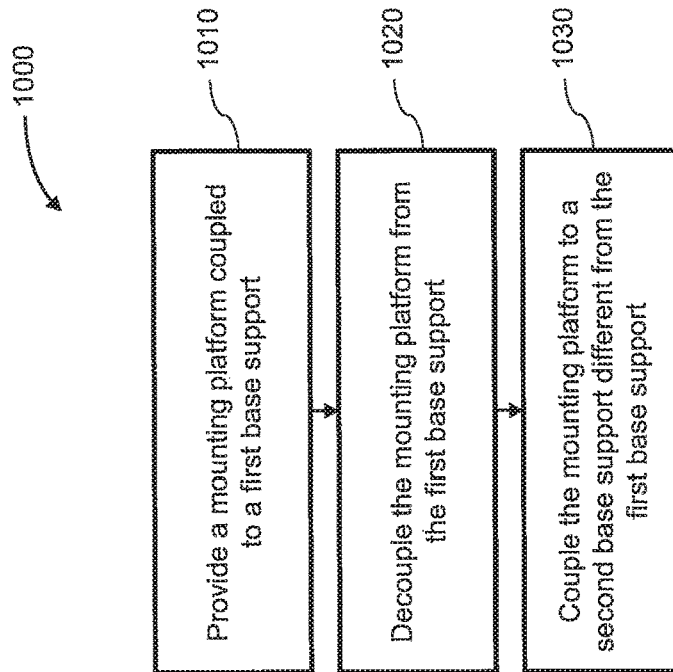 1000
1010
Provide a mounting platform coupled
to a first base support
1020
Decouple the mounting platform from
the first base support
1030
Couple the mounting platform to a
second base support different from the
first base support